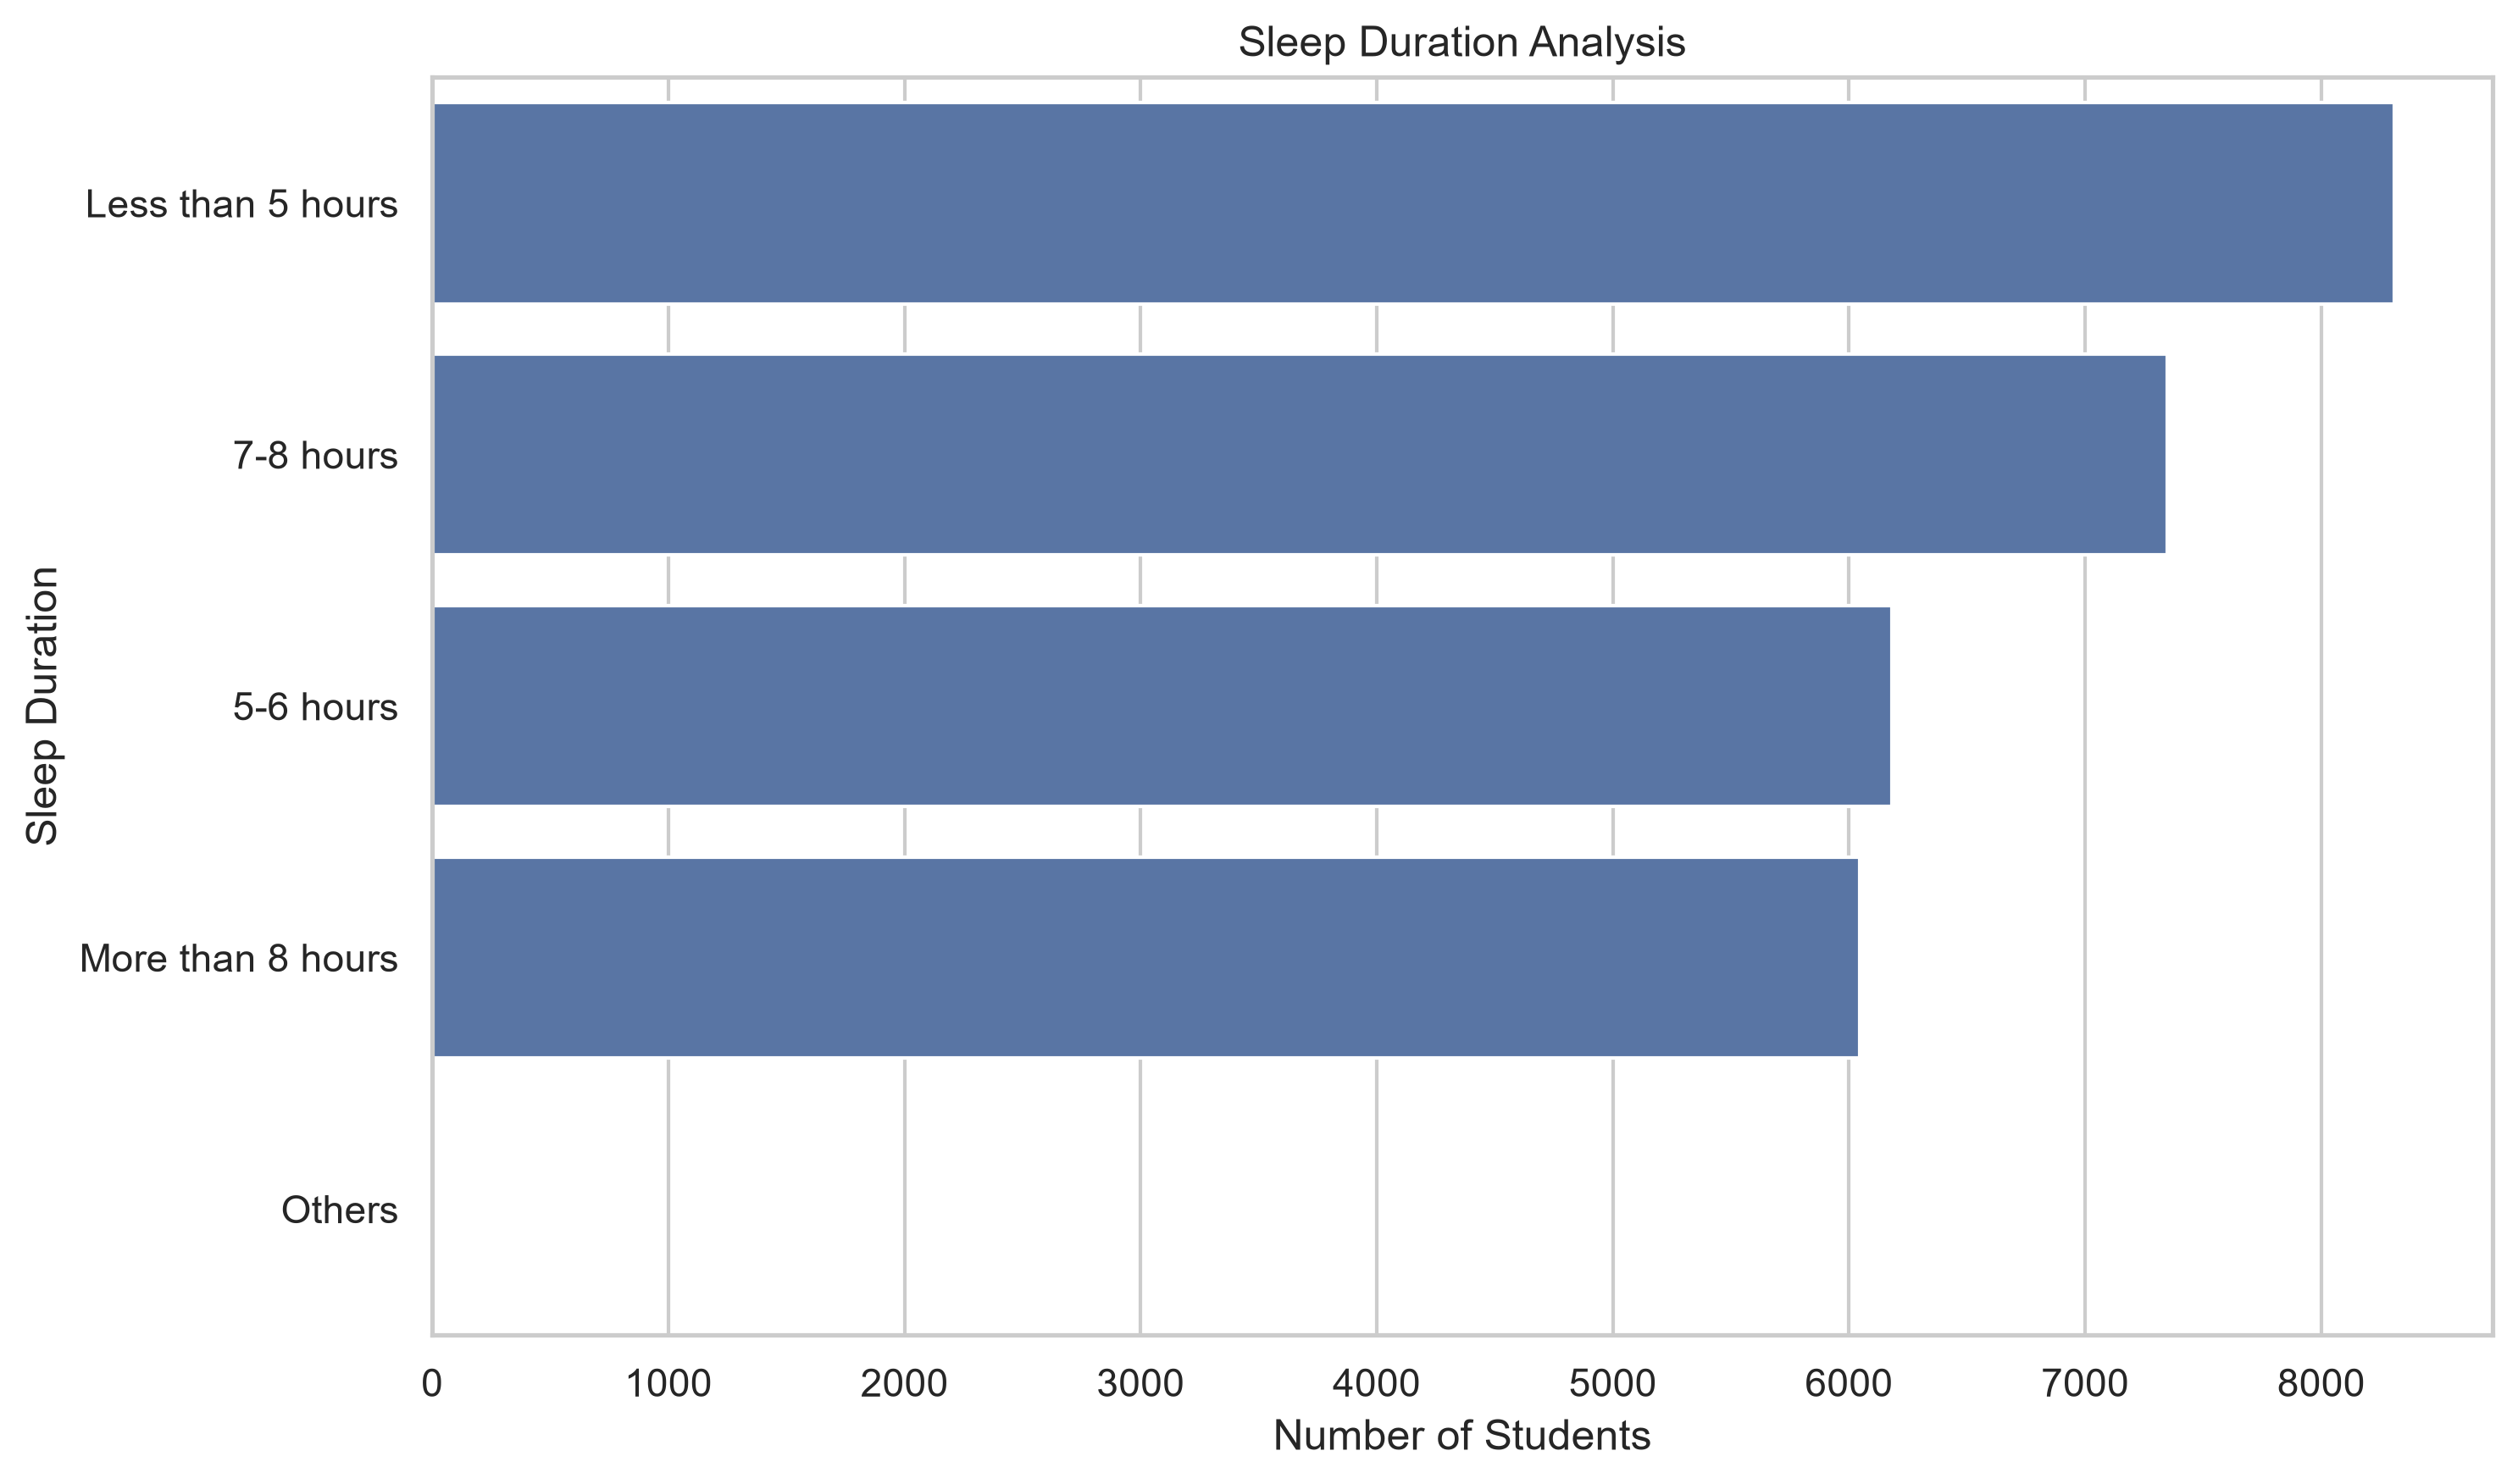 Sleep Duration Analysis
Sleep Duration
Less than 5 hours
7-8 hours
5-6 hours
More than 8 hours
Others
0 1000 2000 3000 4000 5000 6000 7000 8000
Number of Students